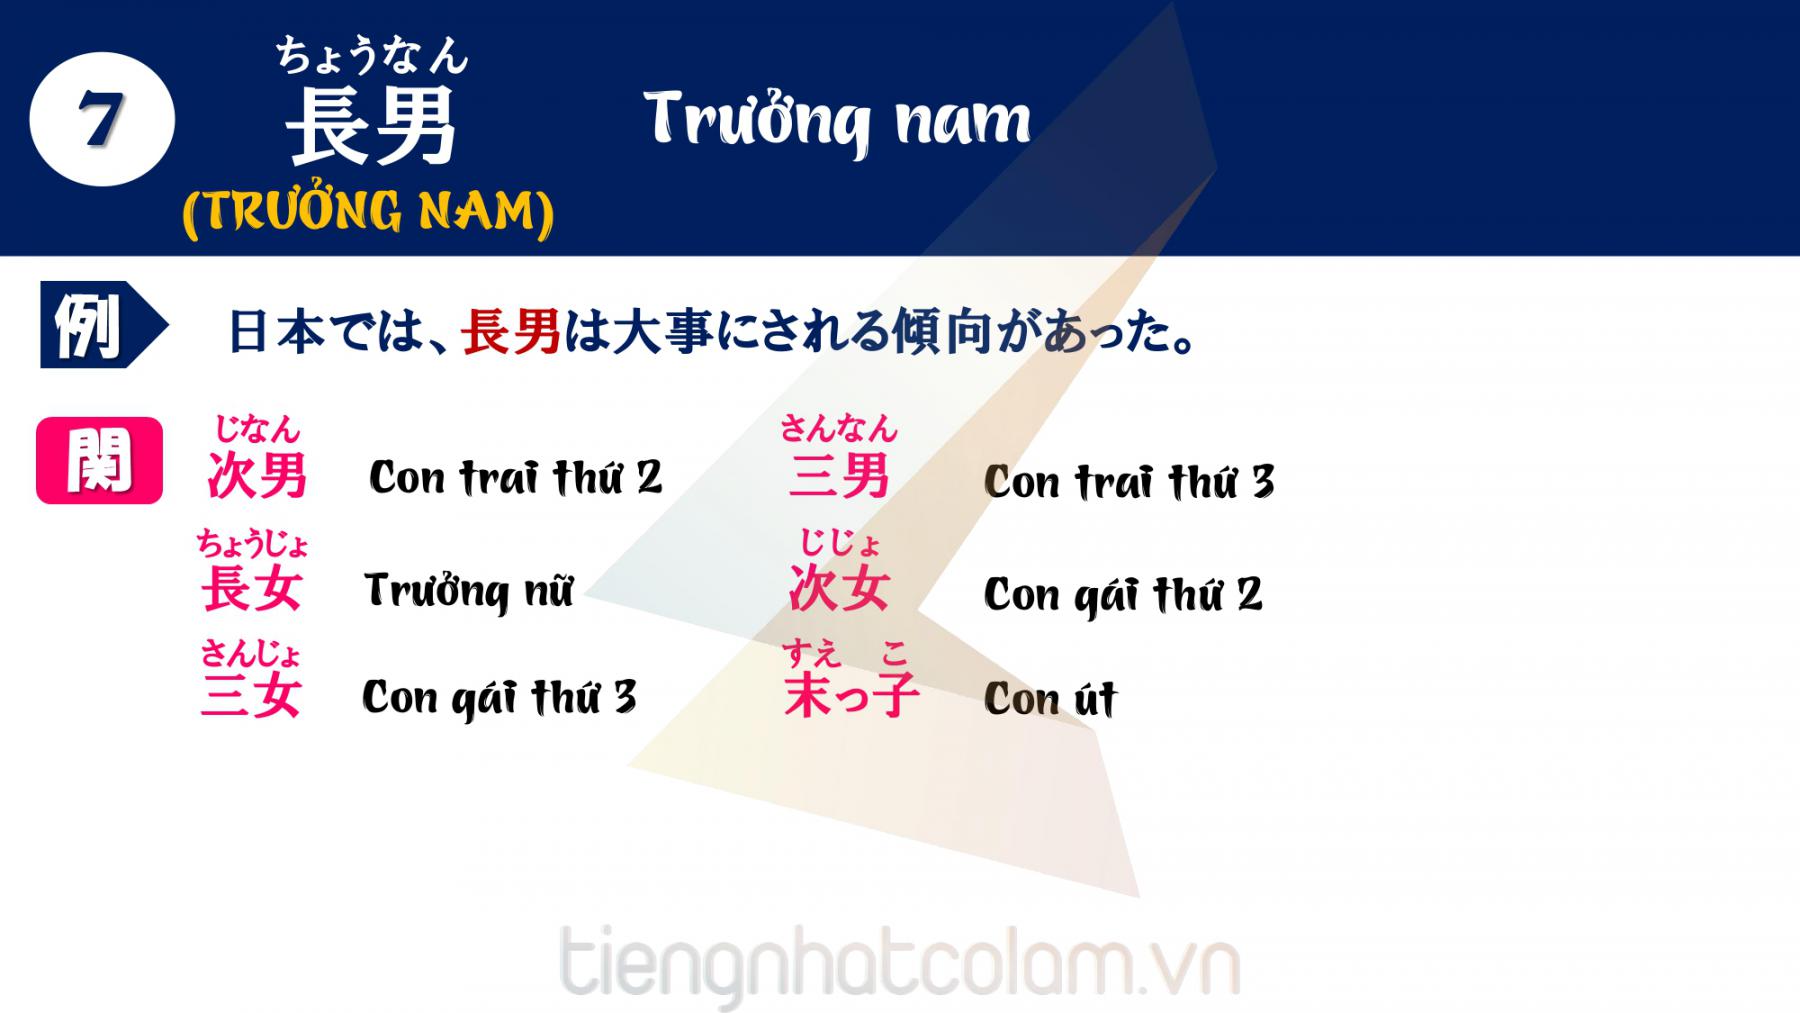 7
ちょうなん
長男
Trưởng nam
(TRƯỞNG NAM)
例
日本では、長男は大事にされる傾向があった。
関
じなん
次男 Con trai thứ 2
さんなん
三男 Con trai thứ 3
ちょうじょ
長女 Trưởng nữ
じじょ
次女 Con gái thứ 2
さんじょ
三女 Con gái thứ 3
すえ こ
末っ子 Con út
tiengnhatcolam.vn